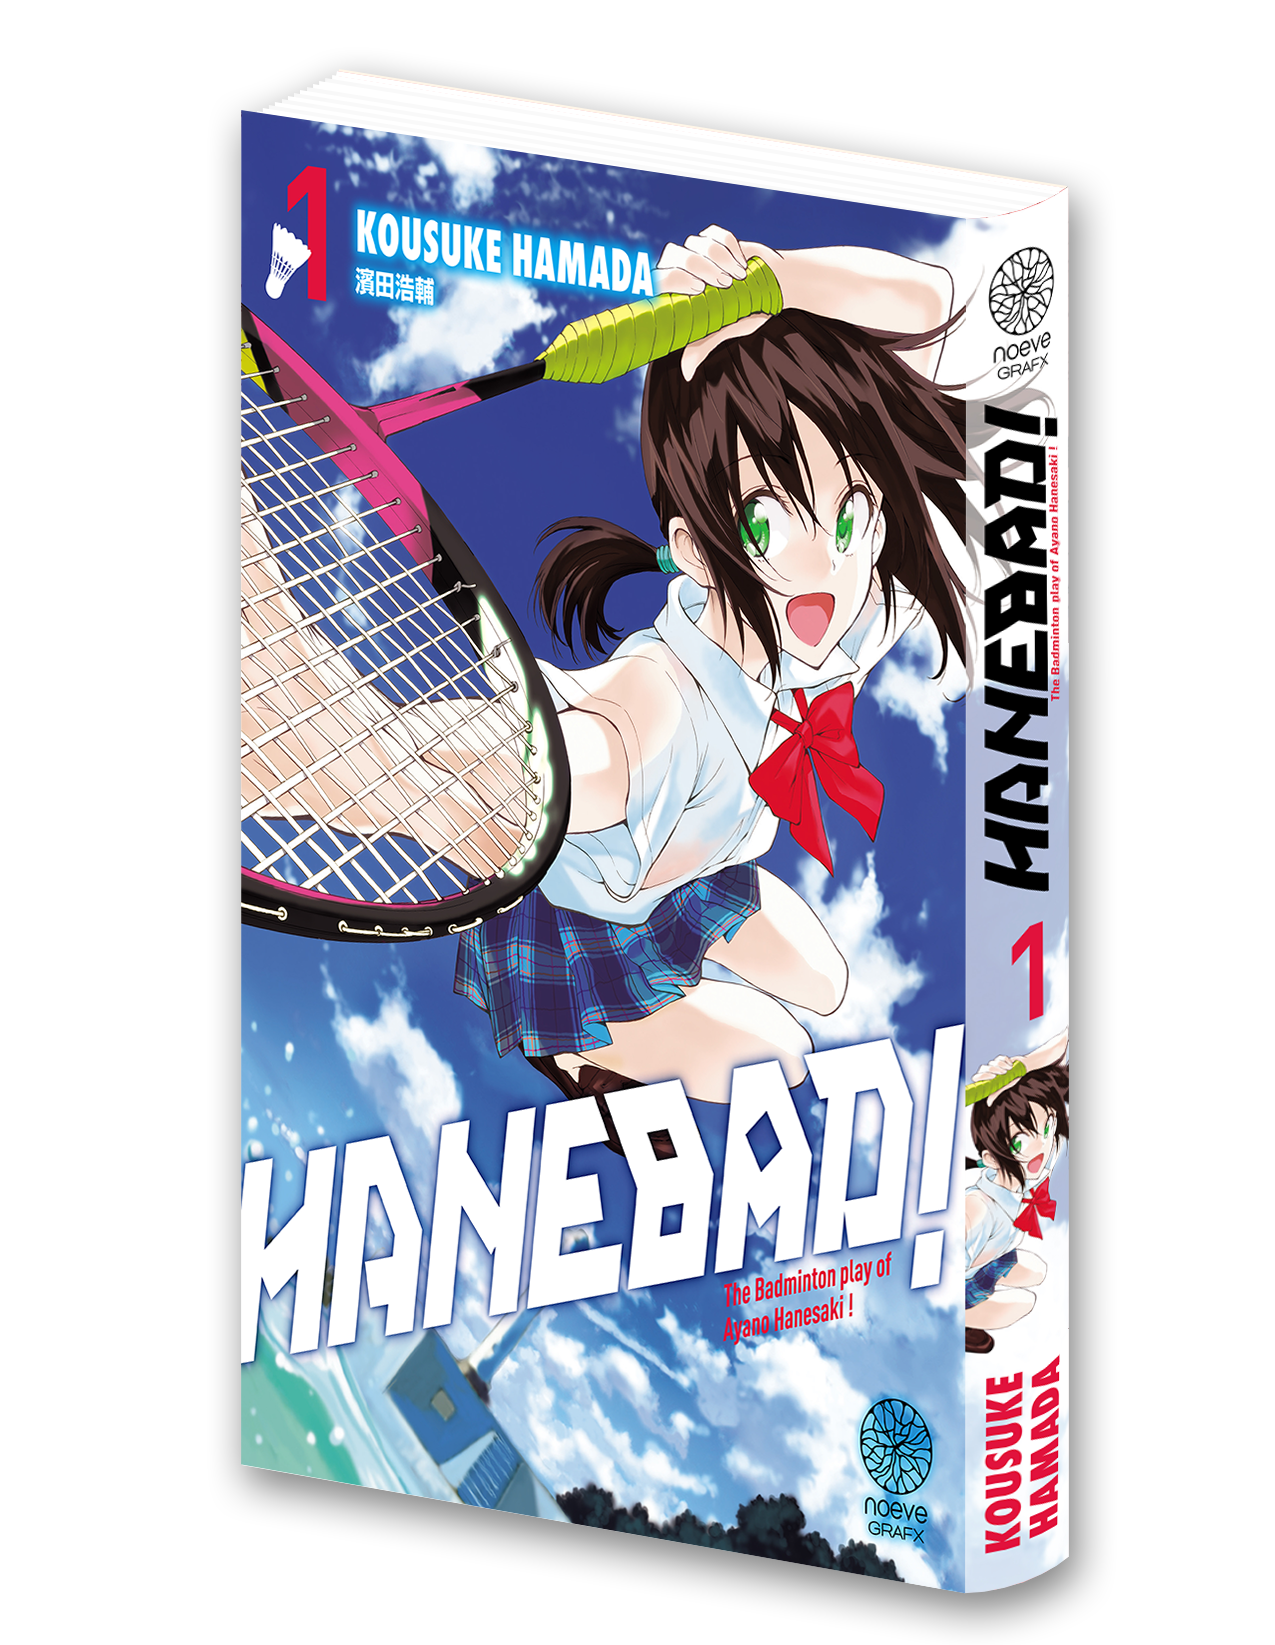 1
KOUSUKE HAMADA
濱田浩輔
HANEBAD!
The Badminton play of
Ayano Hanesaki !
noeve
GRAFX
noeve
GRAFX
HANEBAD!
The Badminton play of Ayano Hanesaki !
1
KOUSUKE
HAMADA